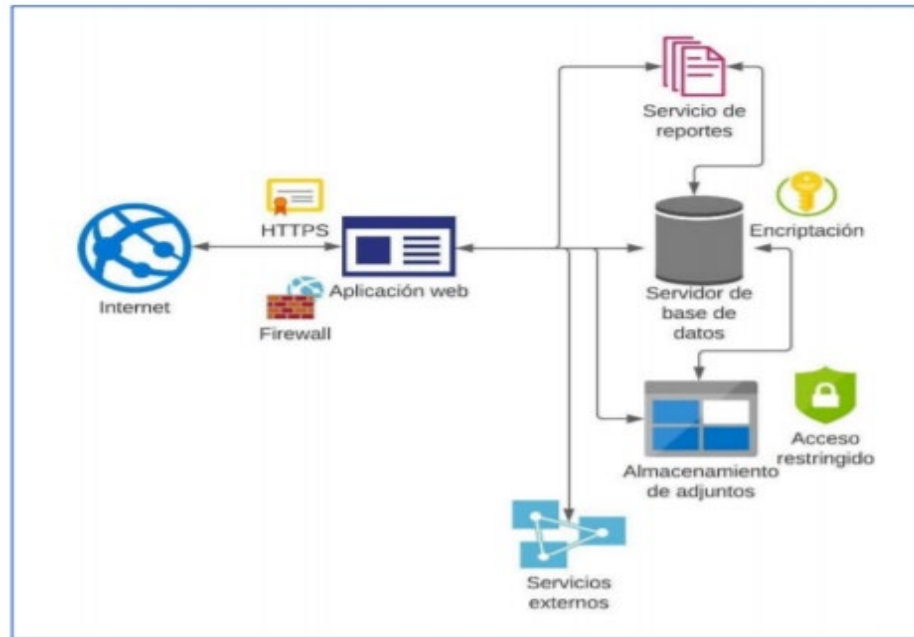 Servicio de
reportes
HTTPS
Encriptación
Internet
Aplicación web
Servidor de
base de
datos
Firewall
Acceso
restringido
Almacenamiento
de adjuntos
Servicios
externos